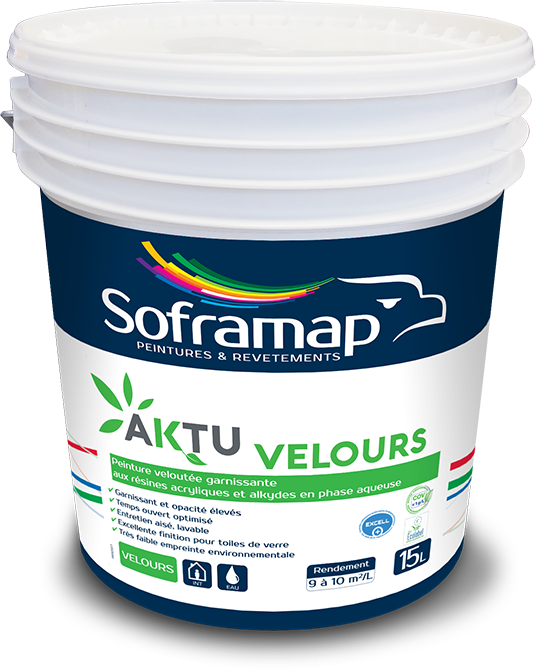 Soframap
PEINTURES & REVETEMENTS
AKTU VELOURS
Peinture veloutée garnissante
aux résines acryliques et alkydes en phase aqueuse
Garnissant et opacité élevés
Temps ouvert optimisé
Entretien aisé, lavable
Excellente finition pour toiles de verre
Très faible empreinte environnementale
COV
<1g/L
EXCELL
Ecolabel
VELOURS
INT
EAU
Rendement
9 à 10 m²/L
15L